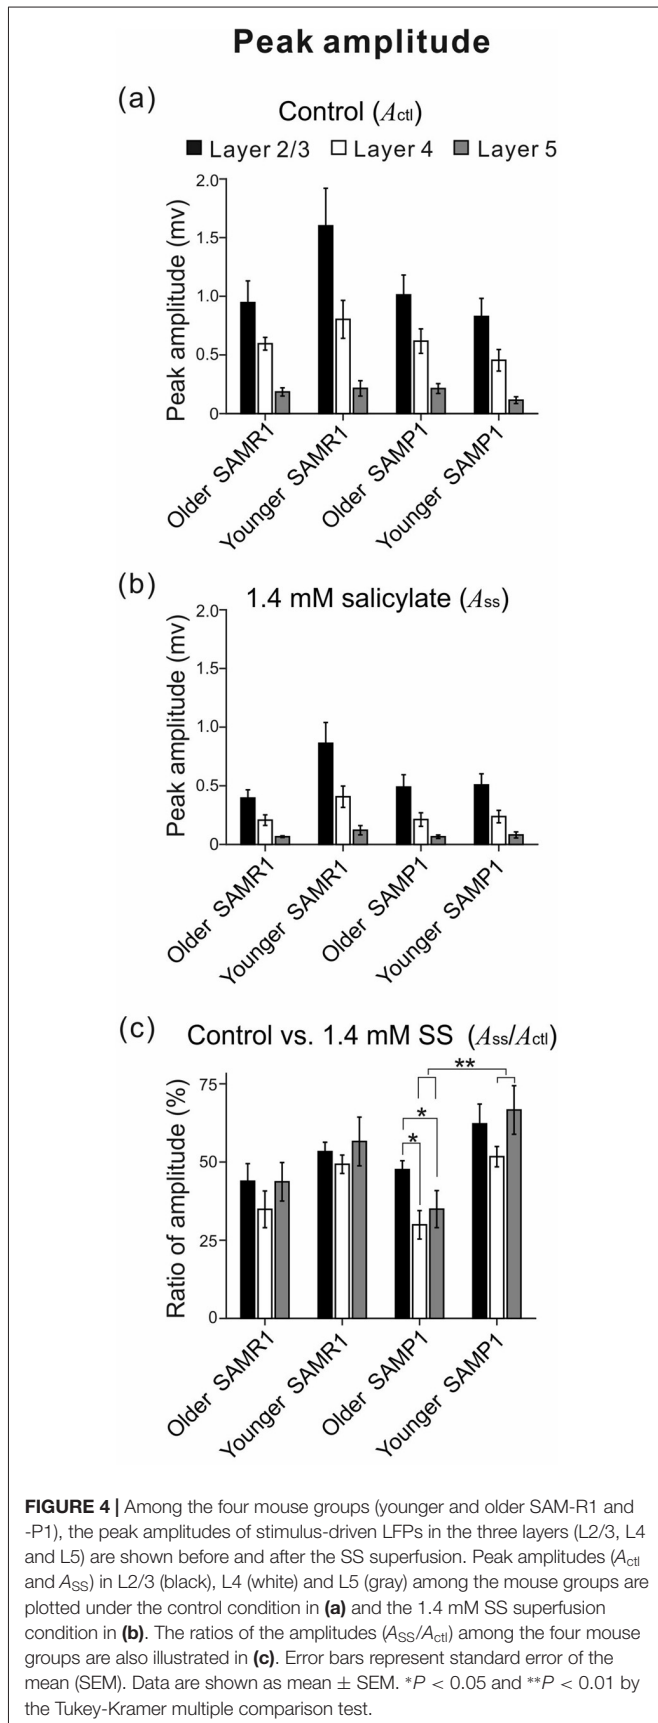 Peak amplitude
(a)
Control (Actl)
Layer 2/3 Layer 4 Layer 5
Peak amplitude (mv)
2.0
1.5
1.0
0.5
0
Older SAMR1
Younger SAMR1
Older SAMP1
Younger SAMP1
(b)
1.4 mM salicylate (Ass)
Peak amplitude (mv)
2.0
1.5
1.0
0.5
0
Older SAMR1
Younger SAMR1
Older SAMP1
Younger SAMP1
(c)
Control vs. 1.4 mM SS (Ass/Actl)
Ratio of amplitude (%)
75
50
25
0
**
*
*
Older SAMR1
Younger SAMR1
Older SAMP1
Younger SAMP1
FIGURE 4 | Among the four mouse groups (younger and older SAM-R1 and
-P1), the peak amplitudes of stimulus-driven LFPs in the three layers (L2/3, L4
and L5) are shown before and after the SS superfusion. Peak amplitudes (Actl
and ASS) in L2/3 (black), L4 (white) and L5 (gray) among the mouse groups are
plotted under the control condition in (a) and the 1.4 mM SS superfusion
condition in (b). The ratios of the amplitudes (ASS/Actl) among the four mouse
groups are also illustrated in (c). Error bars represent standard error of the
mean (SEM). Data are shown as mean ± SEM. *P < 0.05 and **P < 0.01 by
the Tukey-Kramer multiple comparison test.